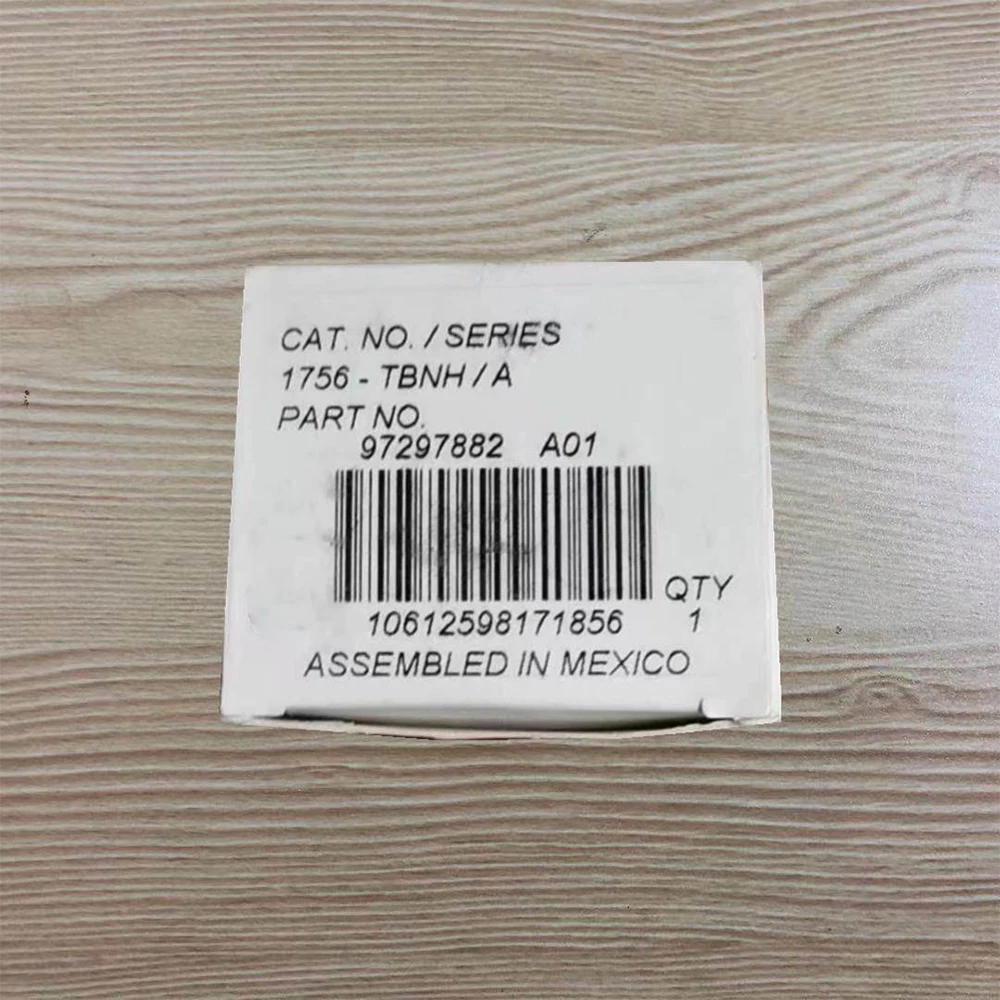 CAT. NO. / SERIES
1756 - TBNH / A
PART NO.
97297882 A01
QTY
10612598171856 1
ASSEMBLED IN MEXICO